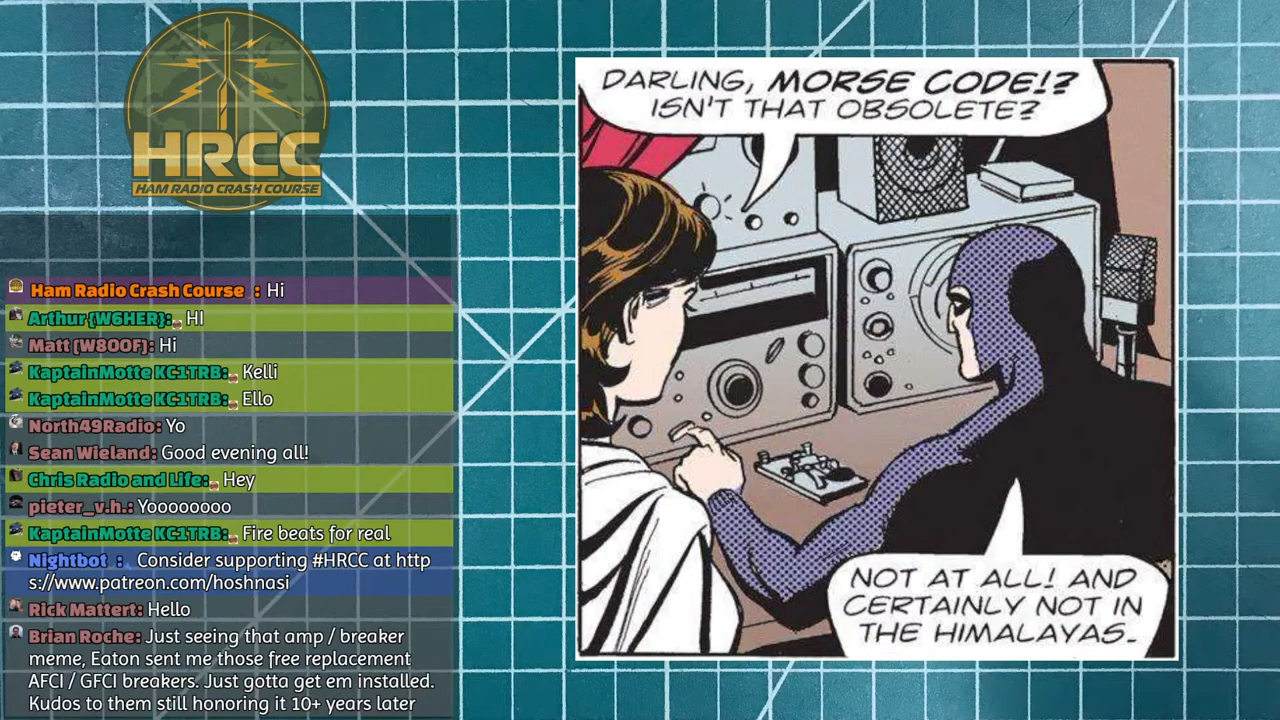 HRCC
HAM RADIO CRASH COURSE
Ham Radio Crash Course : Hi
Arthur {W6HER}: HI
Matt (W8OOF): Hi
KaptainMotte KC1TRB: Kelli
KaptainMotte KC1TRB: Ello
North49Radio: Yo
Sean Wieland: Good evening all!
Chris Radio and Life: Hey
pieter_v.h.: Yoooooooo
KaptainMotte KC1TRB: Fire beats for real
Nightbot : Consider supporting #HRCC at http
s://www.patreon.com/hoshnasi
Rick Mattert: Hello
Brian Roche: Just seeing that amp / breaker
meme, Eaton sent me those free replacement
AFCI / GFCI breakers. Just gotta get em installed.
Kudos to them still honoring it 10+ years later
DARLING, MORSE CODE!?
ISN'T THAT OBSOLETE?
NOT AT ALL! AND
CERTAINLY NOT IN
THE HIMALAYAS.